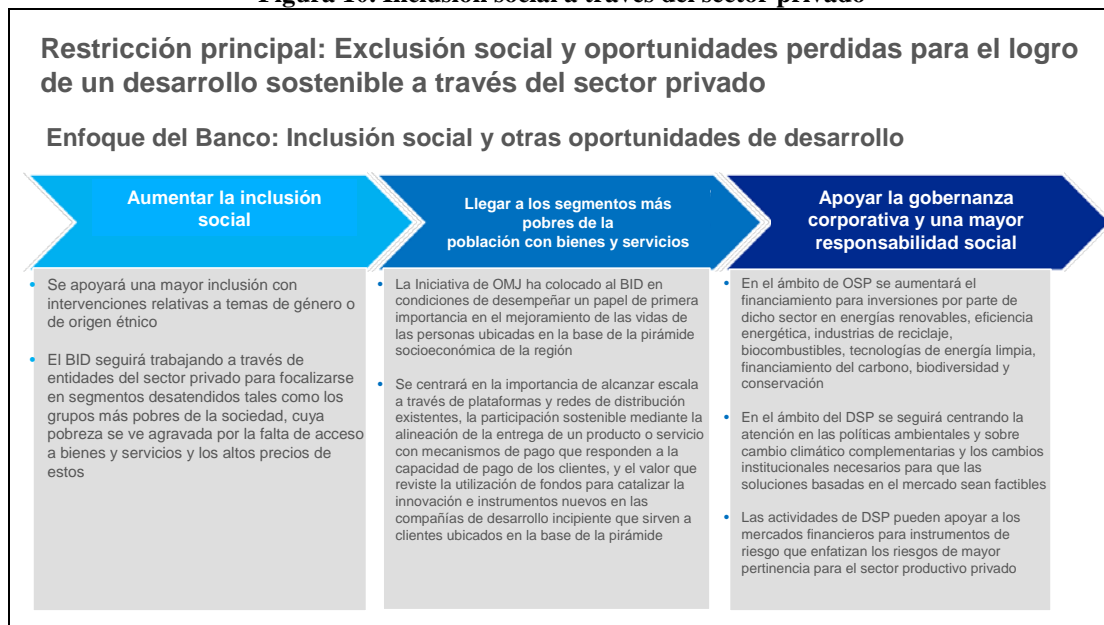 Figura 10. Inclusión social a través del sector privado
Restricción principal: Exclusión social y oportunidades perdidas para el logro
de un desarrollo sostenible a través del sector privado
Enfoque del Banco: Inclusión social y otras oportunidades de desarrollo
Aumentar la inclusión
social
• Se apoyará una mayor inclusión con
intervenciones relativas a temas de género o
de origen étnico
• El BID seguirá trabajando a través de
entidades del sector privado para focalizarse
en segmentos desatendidos tales como los
grupos más pobres de la sociedad, cuya
pobreza se ve agravada por la falta de acceso
a bienes y servicios y los altos precios de
estos
Llegar a los segmentos más
pobres de la
población con bienes y servicios
• La Iniciativa de OMJ ha colocado al BID en
condiciones de desempeñar un papel de primera
importancia en el mejoramiento de las vidas de
las personas ubicadas en la base de la pirámide
socioeconómica de la región
• Se centrará en la importancia de alcanzar escala
a través de plataformas y redes de distribución
existentes, la participación sostenible mediante la
alineación de la entrega de un producto o servicio
con mecanismos de pago que responden a la
capacidad de pago de los clientes, y el valor que
reviste la utilización de fondos para catalizar la
innovación e instrumentos nuevos en las
compañías de desarrollo incipiente que sirven a
clientes ubicados en la base de la pirámide
Apoyar la gobernanza
corporativa y una mayor
responsabilidad social
• En el ámbito de OSP se aumentará el
financiamiento para inversiones por parte de
dicho sector en energías renovables, eficiencia
energética, industrias de reciclaje,
biocombustibles, tecnologías de energía limpia,
financiamiento del carbono, biodiversidad y
conservación
• En el ámbito del DSP se seguirá centrando la
atención en las políticas ambientales y sobre
cambio climático complementarias y los cambios
institucionales necesarios para que las
soluciones basadas en el mercado sean factibles
• Las actividades de DSP pueden apoyar a los
mercados financieros para instrumentos de
riesgo que enfatizan los riesgos de mayor
pertinencia para el sector productivo privado